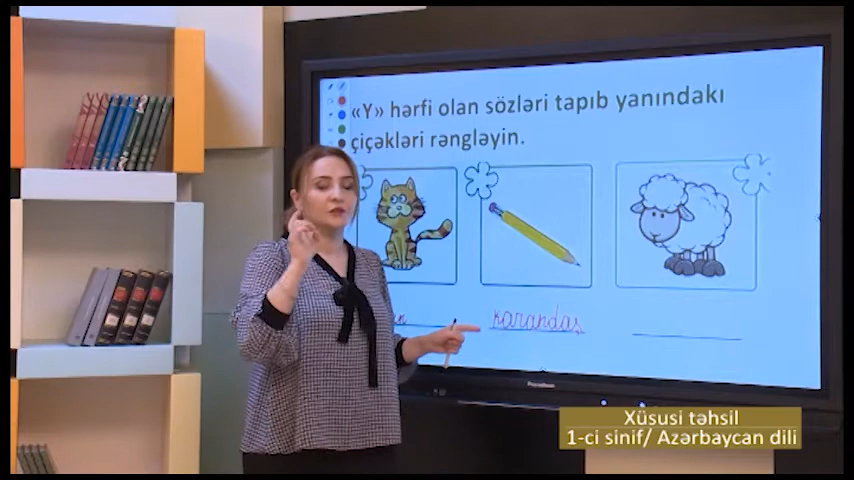 «Y» hərfi olan sözləri tapıb yanındakı
çiçəkləri rəngləyin.
karandaş
Xüsusi təhsil
1-ci sinif/ Azərbaycan dili